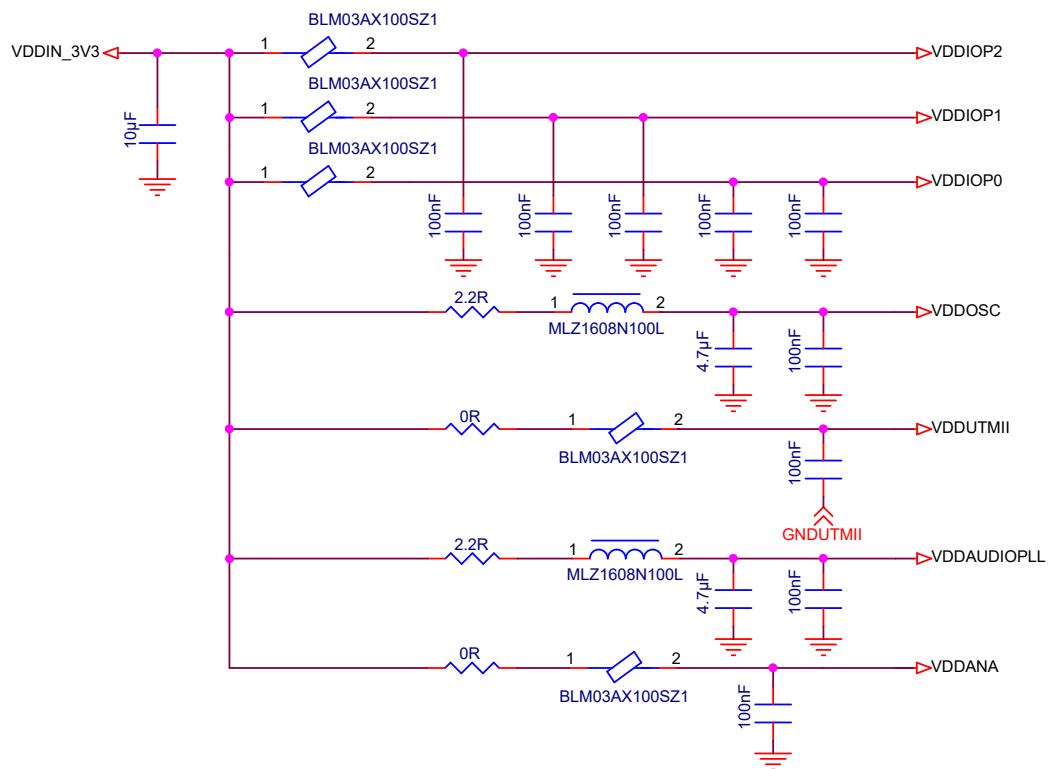 BLM03AX100SZ1
VDDIN_3V3
1
2
VDDIOP2
BLM03AX100SZ1
10µF
1
2
VDDIOP1
BLM03AX100SZ1
1
2
VDDIOP0
100nF
100nF
100nF
100nF
100nF
2.2R
1
2
VDDOSC
MLZ1608N100L
4.7µF
100nF
0R
1
2
VDDUTMII
BLM03AX100SZ1
100nF
GNDUTMII
2.2R
1
2
VDDAUDIOPLL
MLZ1608N100L
4.7µF
100nF
0R
1
2
VDDANA
BLM03AX100SZ1
100nF